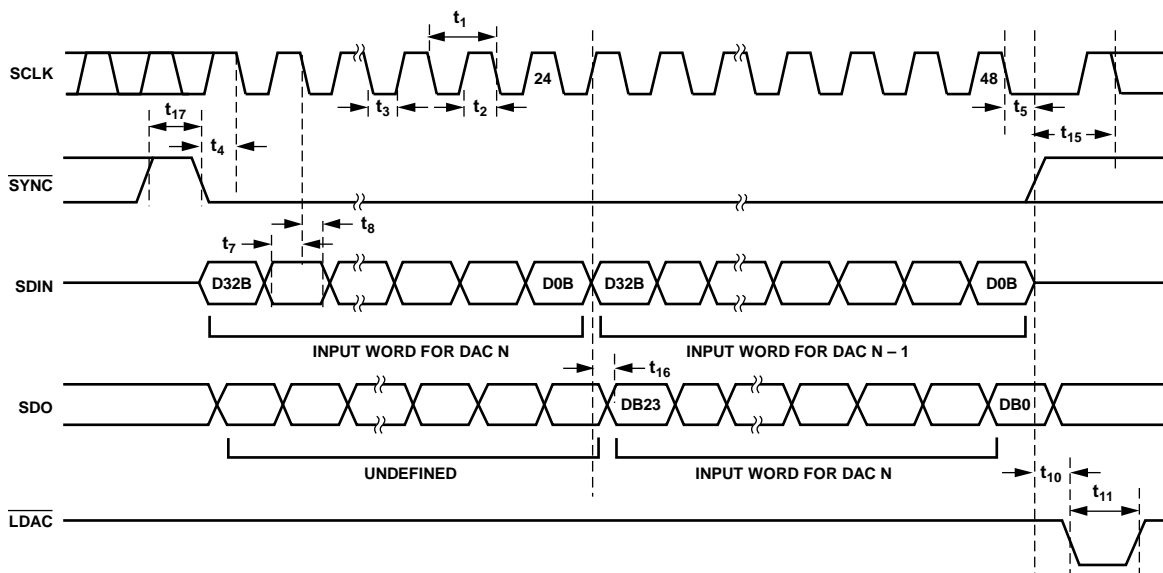 t1
SCLK
24
48
t3
t2
t5
t17
t4
t15
SYNC
t8
t7
SDIN
D32B
D0B
D32B
D0B
INPUT WORD FOR DAC N
INPUT WORD FOR DAC N – 1
t16
SDO
DB23
DB0
UNDEFINED
INPUT WORD FOR DAC N
t10
t11
LDAC